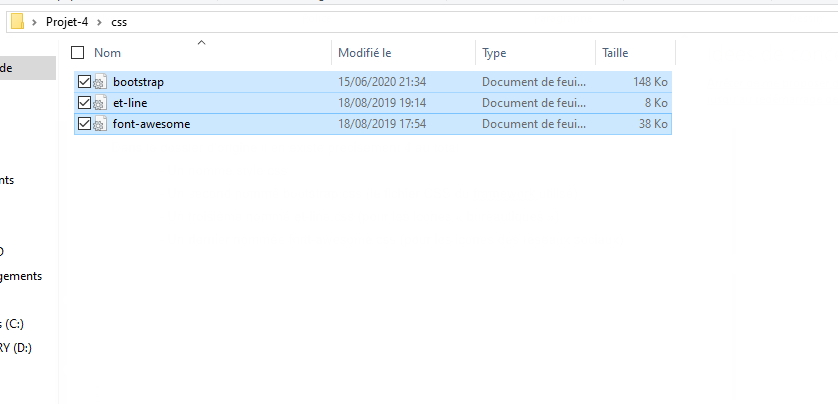 Projet-4 css
Nom Modifié le Type Taille
de
bootstrap 15/06/2020 21:34 Document de feui... 148 Ko
et-line 18/08/2019 19:14 Document de feui... 8 Ko
font-awesome 18/08/2019 17:54 Document de feui... 38 Ko
nts
gements
(C:)
RY (D:)